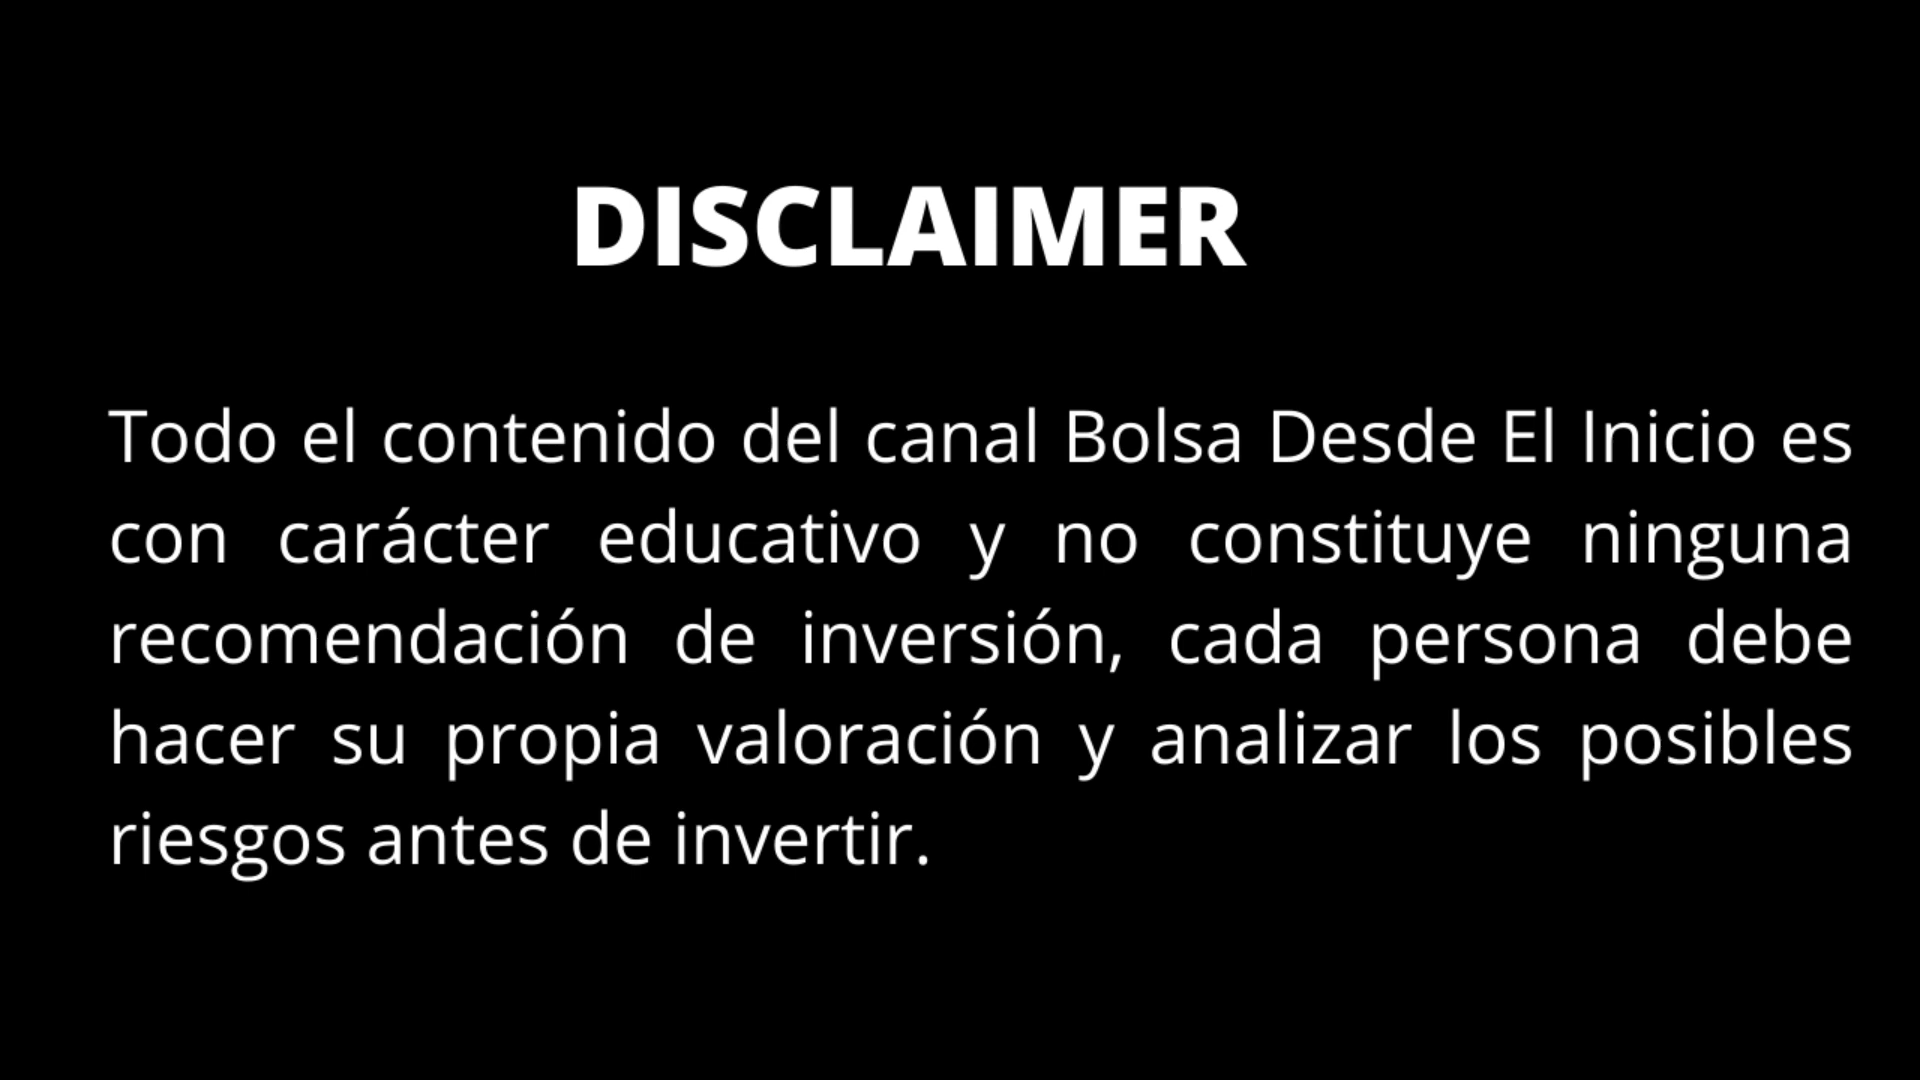 DISCLAIMER
Todo el contenido del canal Bolsa Desde El Inicio es
con carácter educativo y no constituye ninguna
recomendación de inversión, cada persona debe
hacer su propia valoración y analizar los posibles
riesgos antes de invertir.